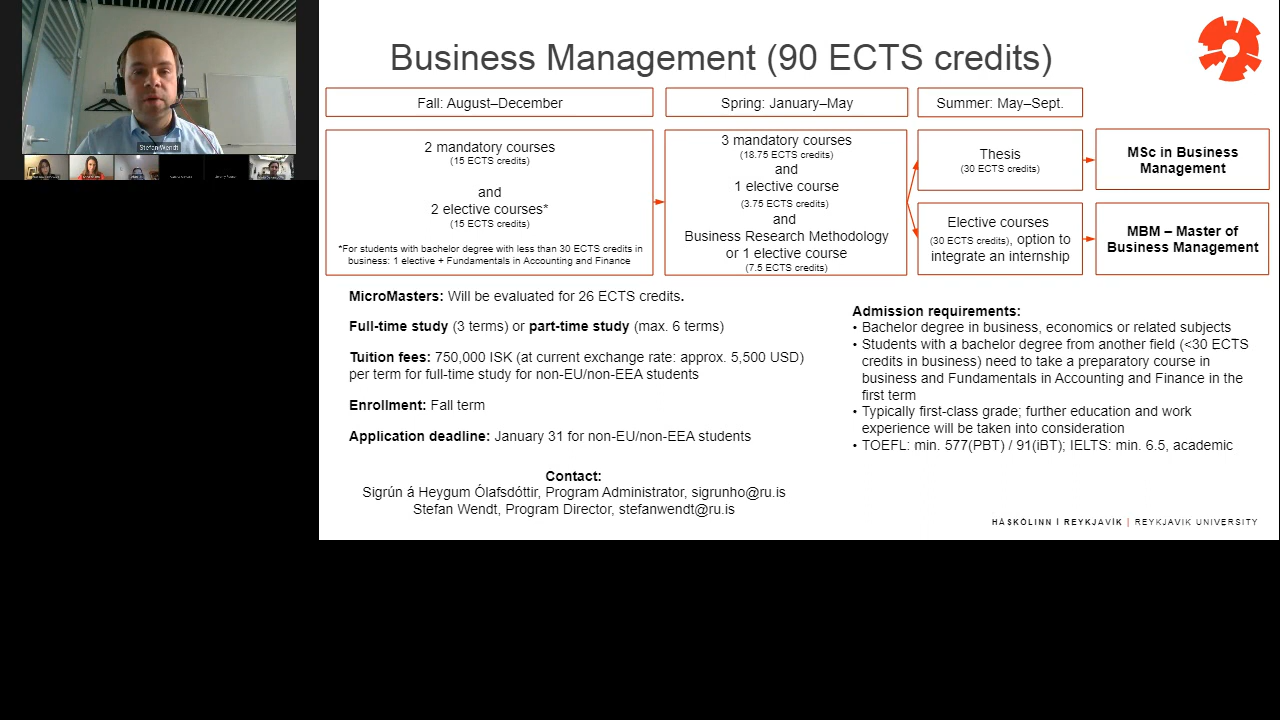 Business Management (90 ECTS credits)
Fall: August–December
Spring: January–May
Summer: May–Sept.
2 mandatory courses
(15 ECTS credits)
and
2 elective courses*
(15 ECTS credits)
*For students with bachelor degree with less than 30 ECTS credits in
business: 1 elective + Fundamentals in Accounting and Finance
3 mandatory courses
(18.75 ECTS credits)
and
1 elective course
(3.75 ECTS credits)
and
Business Research Methodology
or 1 elective course
(7.5 ECTS credits)
Thesis
(30 ECTS credits)
MSc in Business
Management
Elective courses
(30 ECTS credits), option to
integrate an internship
MBM – Master of
Business Management
MicroMasters: Will be evaluated for 26 ECTS credits.
Full-time study (3 terms) or part-time study (max. 6 terms)
Tuition fees: 750,000 ISK (at current exchange rate: approx. 5,500 USD)
per term for full-time study for non-EU/non-EEA students
Enrollment: Fall term
Application deadline: January 31 for non-EU/non-EEA students
Contact:
Sigrún á Heygum Ólafsdóttir, Program Administrator, sigrunho@ru.is
Stefan Wendt, Program Director, stefanwendt@ru.is
Admission requirements:
• Bachelor degree in business, economics or related subjects
• Students with a bachelor degree from another field (<30 ECTS
credits in business) need to take a preparatory course in
business and Fundamentals in Accounting and Finance in the
first term
• Typically first-class grade; further education and work
experience will be taken into consideration
• TOEFL: min. 577(PBT) / 91(iBT); IELTS: min. 6.5, academic
HÁSKÓLINN Í REYKJAVÍK | REYKJAVIK UNIVERSITY
Stefan Wendt